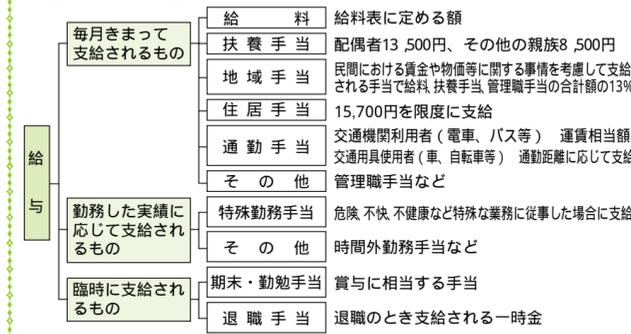 給与
毎月きまって
支給されるもの
給料
給料表に定める額
扶養手当
配偶者13,500円、その他の親族8,500円
地域手当
民間における賃金や物価等に関する事情を考慮して支給
される手当で給料、扶養手当、管理職手当の合計額の13%
住居手当
15,700円を限度に支給
通勤手当
交通機関利用者（電車、バス等） 運賃相当額
交通用具使用者（車、自転車等） 通勤距離に応じて支給
その他
管理職手当など
勤務した実績に
応じて支給され
るもの
特殊勤務手当
危険、不快、不健康など特殊な業務に従事した場合に支給
その他
時間外勤務手当など
臨時に支給され
るもの
期末・勤勉手当
賞与に相当する手当
退職手当
退職のとき支給される一時金